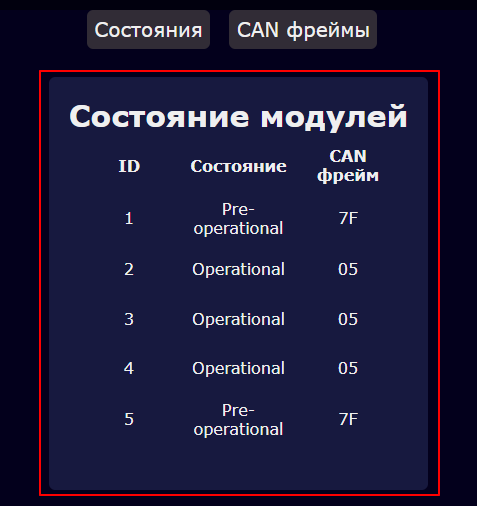 Состояния CAN фреймы
Состояние модулей
ID Состояние CAN фрейм
1 Pre-operational 7F
2 Operational 05
3 Operational 05
4 Operational 05
5 Pre-operational 7F